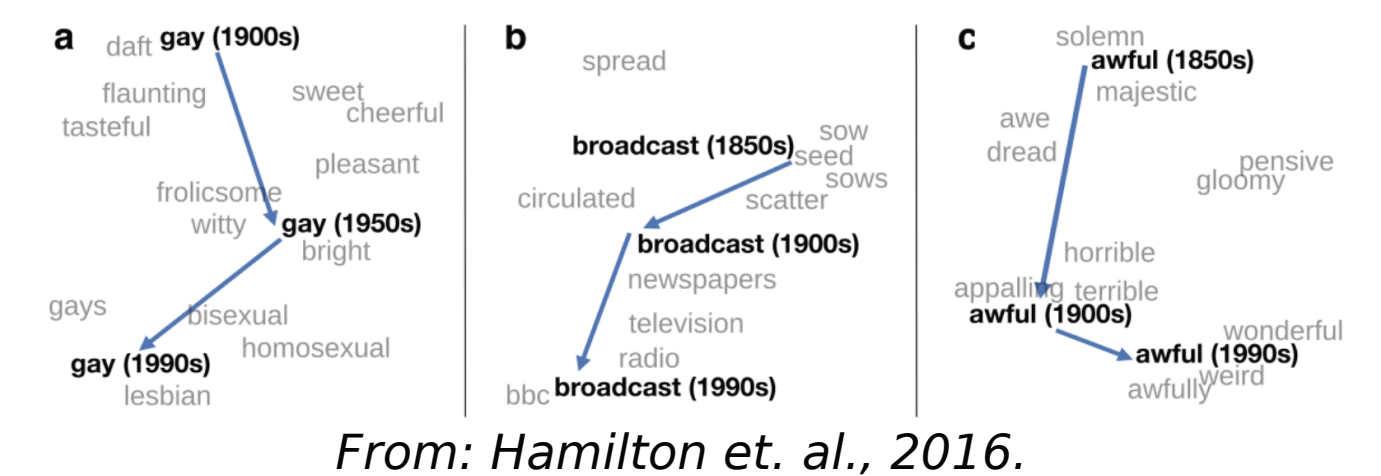 a
daft gay (1900s)
flaunting
sweet
cheerful
tasteful
pleasant
frolicsome
witty
gay (1950s)
bright
gays
bisexual
homosexual
gay (1990s)
lesbian
b
spread
broadcast (1850s)
sow
seed
sows
circulated
scatter
broadcast (1900s)
newspapers
television
radio
bbc broadcast (1990s)
c
solemn
awful (1850s)
majestic
awe
dread
pensive
gloomy
horrible
appalling terrible
awful (1900s)
wonderful
awful (1990s)
weird
awfully
From: Hamilton et. al., 2016.